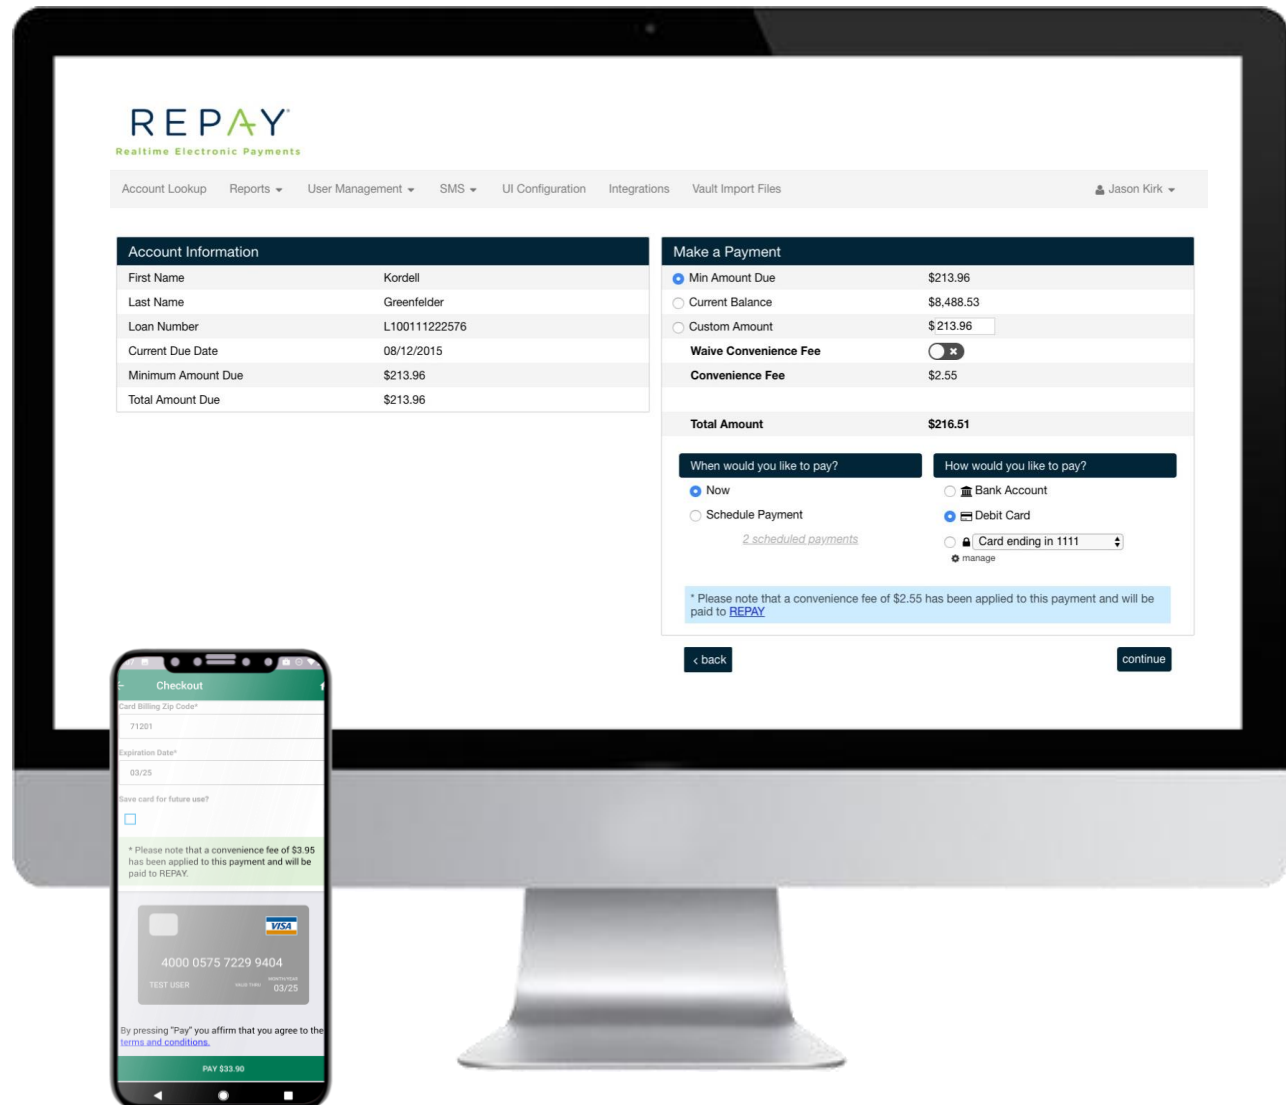 REPAY
Realtime Electronic Payments
Account Lookup Reports User Management SMS UI Configuration Integrations Vault Import Files Jason Kirk
Account Information
First Name Kordell
Last Name Greenfelder
Loan Number L100111222576
Current Due Date 08/12/2015
Minimum Amount Due $213.96
Total Amount Due $213.96
Make a Payment
Min Amount Due $213.96
Current Balance $8,488.53
Custom Amount $ 213.96
Waive Convenience Fee
Convenience Fee $2.55
Total Amount $216.51
When would you like to pay?
Now
Schedule Payment
2 scheduled payments
How would you like to pay?
Bank Account
Debit Card
Card ending in 1111
manage
* Please note that a convenience fee of $2.55 has been applied to this payment and will be
paid to REPAY
< back
continue
Checkout
Card Billing Zip Code*
71201
Expiration Date*
03/25
Save card for future use?
* Please note that a convenience fee of $3.95
has been applied to this payment and will be
paid to REPAY.
VISA
4000 0575 7229 9404
TEST USER VALID THRU MONTH/YEAR
03/25
By pressing "Pay" you affirm that you agree to the
terms and conditions.
PAY $33.90